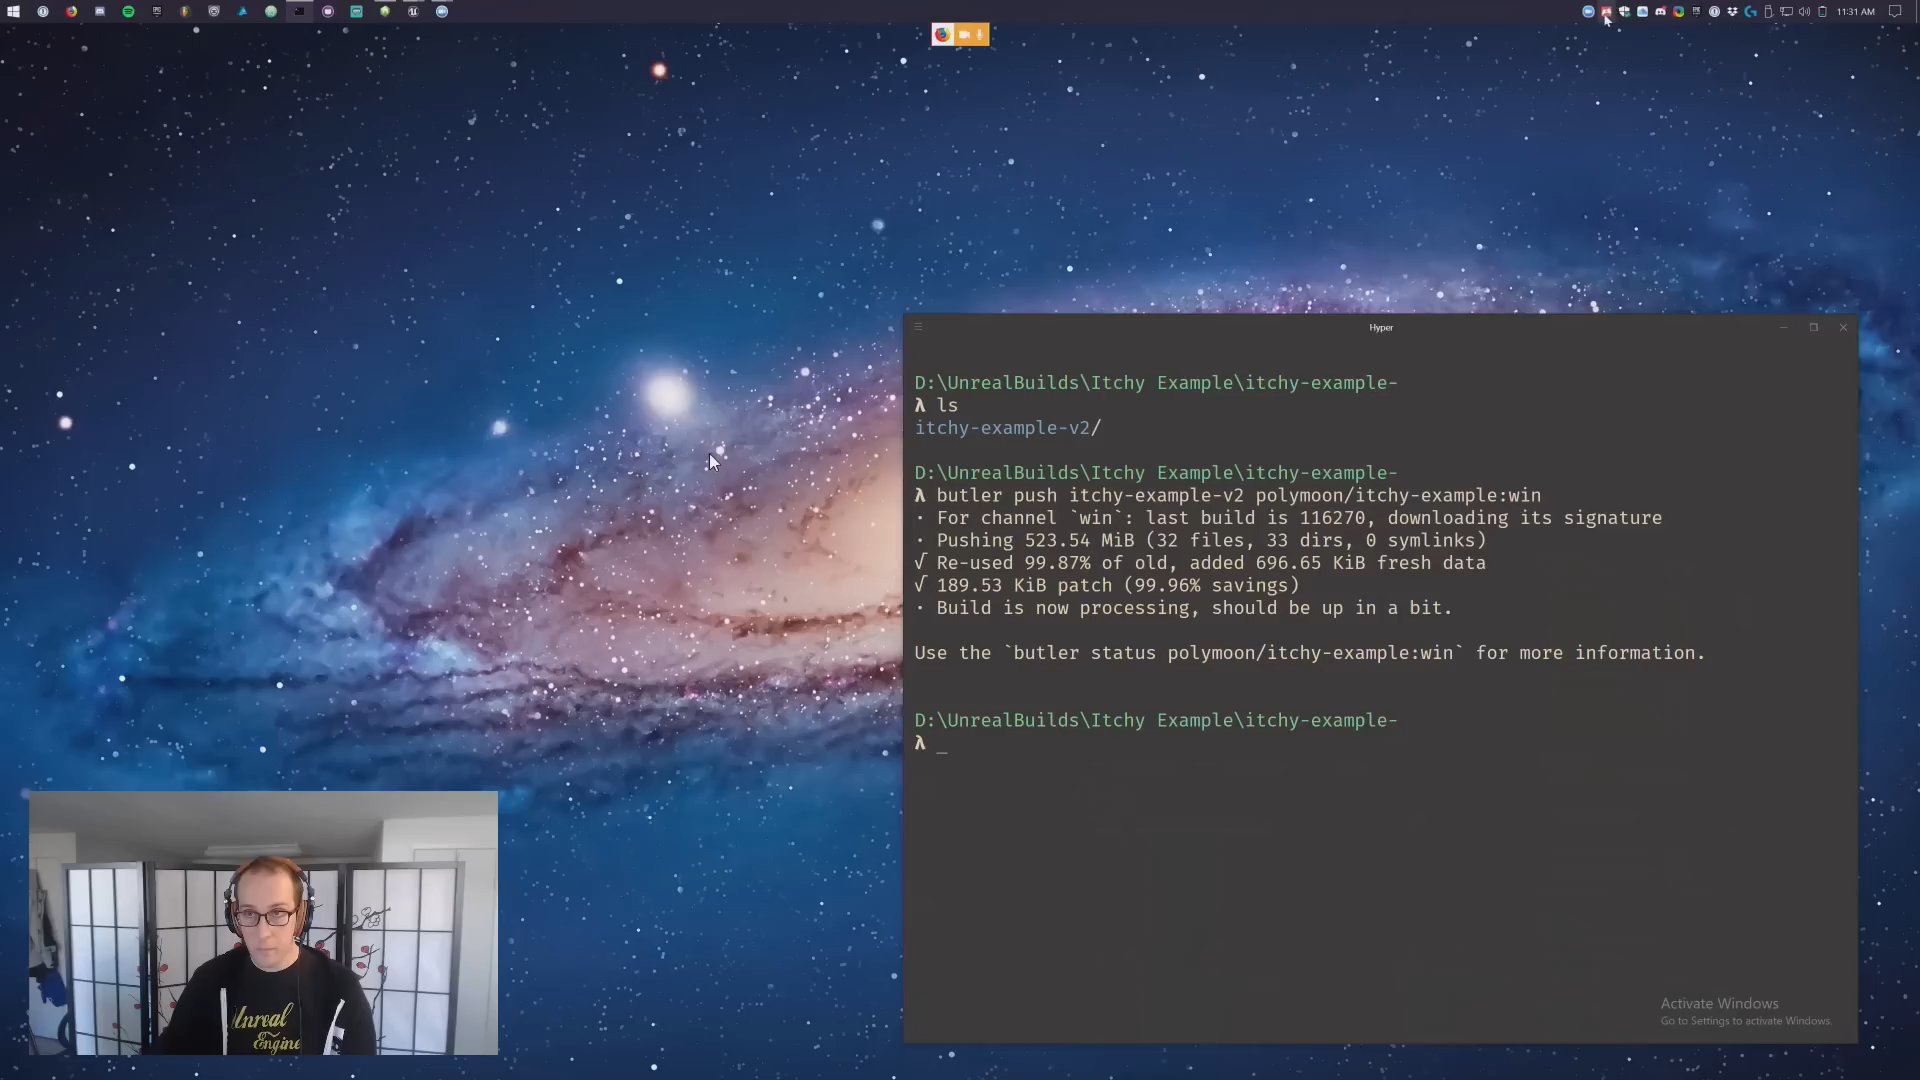 11:31 AM
Hyper
D:\UnrealBuilds\Itchy Example\itchy-example-
λ ls
itchy-example-v2/
D:\UnrealBuilds\Itchy Example\itchy-example-
λ butler push itchy-example-v2 polymoon/itchy-example:win
· For channel `win`: last build is 116270, downloading its signature
· Pushing 523.54 MiB (32 files, 33 dirs, 0 symlinks)
√ Re-used 99.87% of old, added 696.65 KiB fresh data
√ 189.53 KiB patch (99.96% savings)
· Build is now processing, should be up in a bit.
Use the `butler status polymoon/itchy-example:win` for more information.
D:\UnrealBuilds\Itchy Example\itchy-example-
λ _
Unreal
Engine
Activate Windows
Go to Settings to activate Windows.